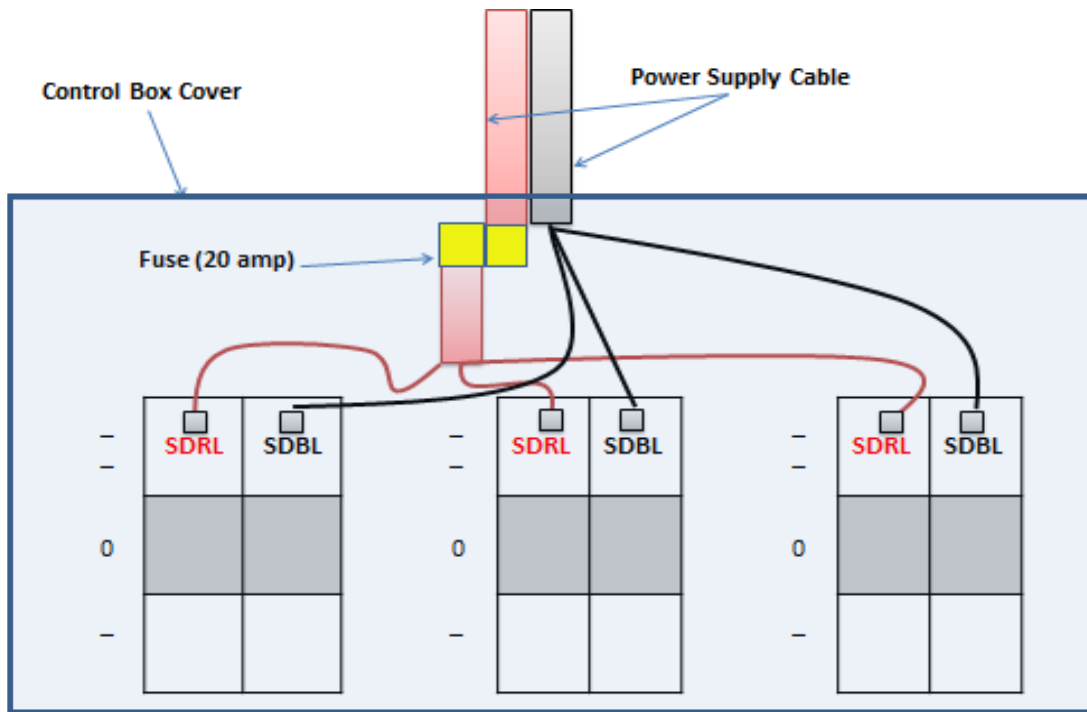 Power Supply Cable
Control Box Cover
Fuse (20 amp)
SDRL SDBL SDRL SDBL SDRL SDBL
– – –
– – –
0 0 0
– – –